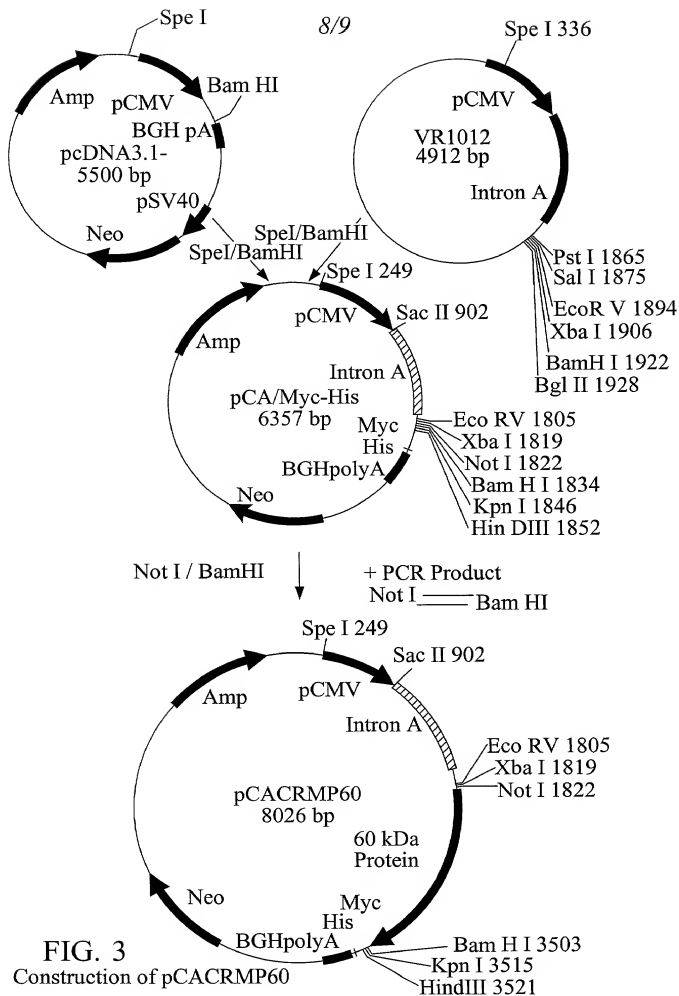 8/9
Spe I
Amp
pCMV
Bam HI
BGH pA
pcDNA3.1-
5500 bp
pSV40
Neo
SpeI/BamHI
Spe I 336
pCMV
VR1012
4912 bp
Intron A
SpeI/BamHI
Pst I 1865
Sal I 1875
EcoR V 1894
Xba I 1906
BamH I 1922
Bgl II 1928
Spe I 249
pCMV
Sac II 902
Amp
Intron A
pCA/Myc-His
6357 bp
Myc
His
BGHpolyA
Neo
Eco RV 1805
Xba I 1819
Not I 1822
Bam H I 1834
Kpn I 1846
Hin DIII 1852
Not I / BamHI
+ PCR Product
Not I
Bam HI
Spe I 249
pCMV
Sac II 902
Amp
Intron A
Eco RV 1805
Xba I 1819
Not I 1822
pCACRMP60
8026 bp
60 kDa
Protein
Neo
Myc
His
BGHpolyA
Bam H I 3503
Kpn I 3515
HindIII 3521
FIG. 3
Construction of pCACRMP60